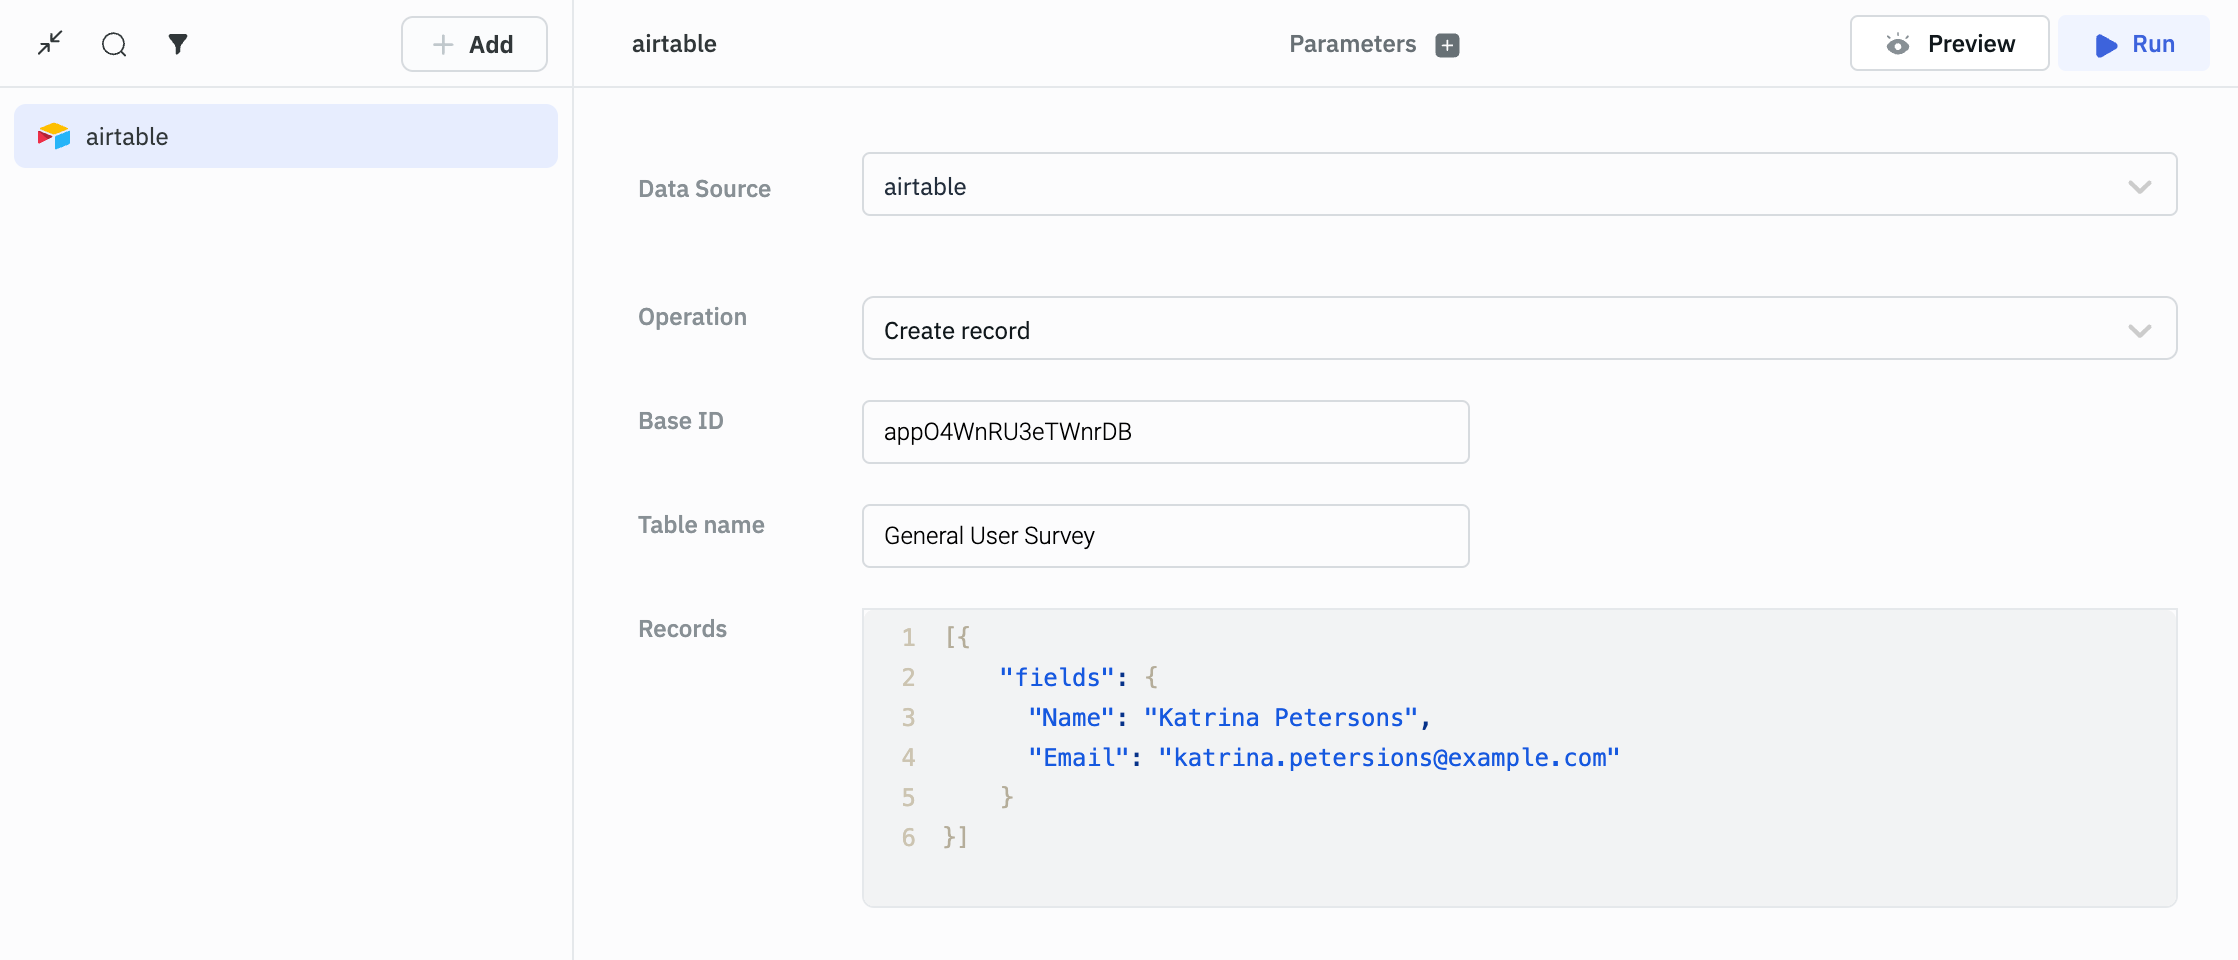 Add
airtable
Parameters
Preview
Run
airtable
Data Source
airtable
Operation
Create record
Base ID
appO4WnRU3eTWnrDB
Table name
General User Survey
Records
1 [{
2 "fields": {
3 "Name": "Katrina Petersons",
4 "Email": "katrina.petersions@example.com"
5 }
6 }]